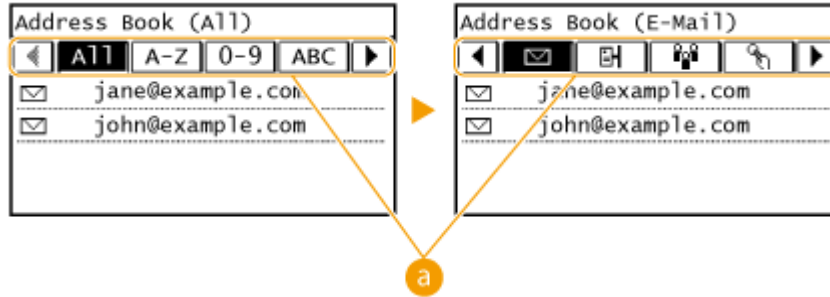 Address Book (All)
All A-Z 0-9 ABC
jane@example.com
john@example.com
Address Book (E-Mail)
jane@example.com
john@example.com
a